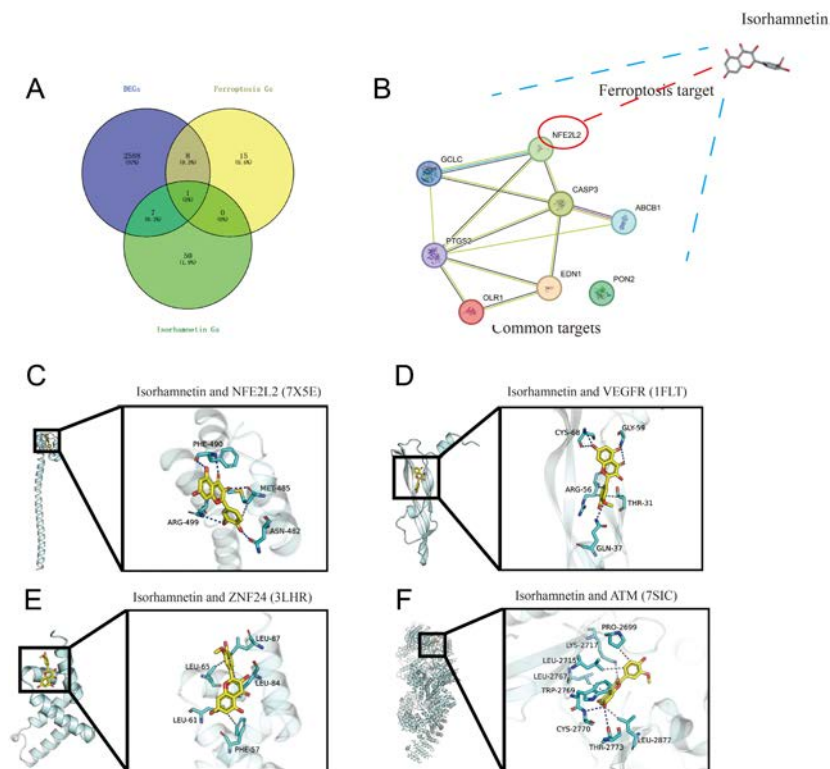 Isorhamnetin
A
B
DEGs
Ferroptosis Gs
Ferroptosis target
NFE2L2
GCLC
CASP3
ABCB1
PTGS2
EDN1
PON2
OLR1
Common targets
8
15
1
7
0
50
Isorhamnetin Gs
C
D
Isorhamnetin and NFE2L2 (7X5E)
Isorhamnetin and VEGFR (1FLT)
PHE-490
MET-485
ARG-499
ASN-482
CYS-68
GLY-59
ARG-56
THR-31
GLN-37
E
F
Isorhamnetin and ZNF24 (3LHR)
Isorhamnetin and ATM (7SIC)
LEU-87
LEU-65
LEU-84
LEU-61
PHE-57
PRO-2699
LYS-2717
LEU-2715
LEU-2767
TRP-2769
CYS-2770
THR-2773
LEU-2877